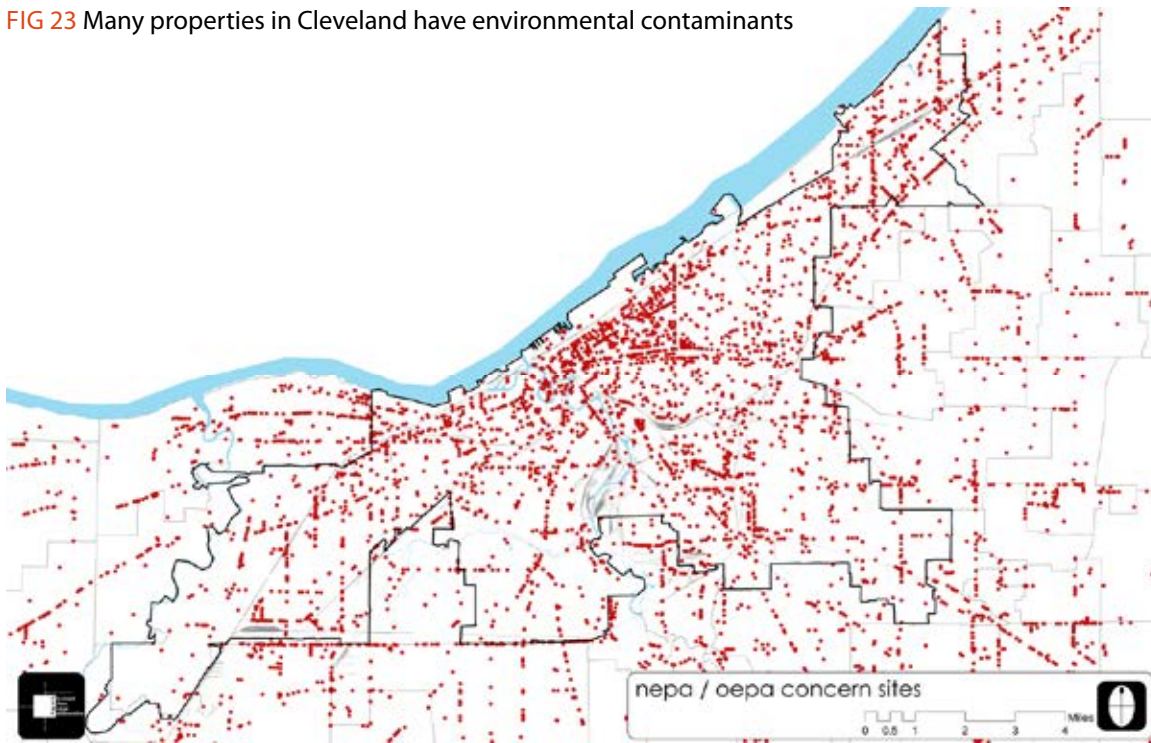 FIG 23 Many properties in Cleveland have environmental contaminants
nepa / oepa concern sites
Miles
0 0.5 1 2 3 4